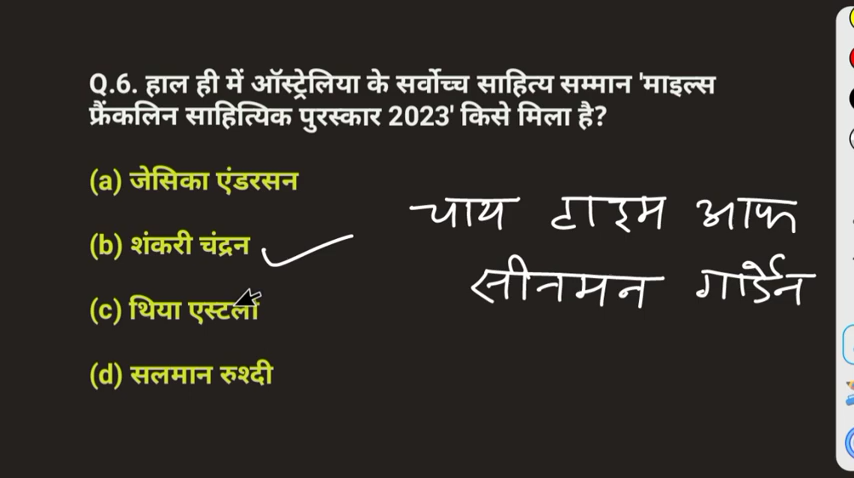 Q.6. हाल ही में ऑस्ट्रेलिया के सर्वोच्च साहित्य सम्मान 'माइल्स
फ्रैंकलिन साहित्यिक पुरस्कार 2023' किसे मिला है?
(a) जेसिका एंडरसन
(b) शंकरी चंद्रन
(c) थिया एस्टली
(d) सलमान रुश्दी
चाय टाइम आफ
सीनमन गार्डेन